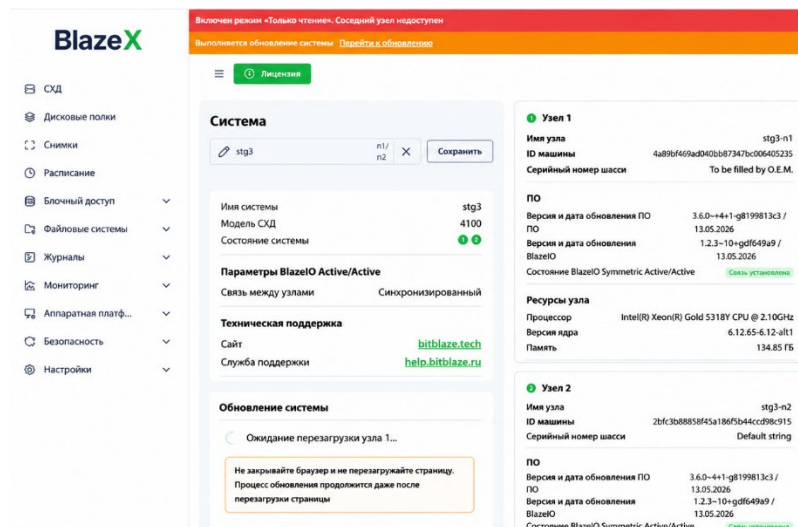 BlazeX
СХД
Дисковые полки
Снимки
Расписание
Блочный доступ
Файловые системы
Журналы
Мониторинг
Аппаратная платф...
Безопасность
Настройки
Включен режим «Только чтение». Соседний узел недоступен
Выполняется обновление системы Перейти к обновлению
Лицензия
Система
stg3
n1/
n2
Сохранить
Имя системы stg3
Модель СХД 4100
Состояние системы 1 2
Параметры BlazeIO Active/Active
Связь между узлами Синхронизированный
Техническая поддержка
Сайт bitblaze.tech
Служба поддержки help.bitblaze.ru
Обновление системы
Ожидание перезагрузки узла 1...
Не закрывайте браузер и не перезагружайте страницу.
Процесс обновления продолжится даже после
перезагрузки страницы
1 Узел 1
Имя узла stg3-n1
ID машины 4a89bf469ad040bb87347bc006405235
Серийный номер шасси To be filled by O.E.M.
ПО
Версия и дата обновления ПО 3.6.0~+4+1-g8199813c3 /
ПО 13.05.2026
Версия и дата обновления 1.2.3~10+gdf649a9 /
BlazeIO 13.05.2026
Состояние BlazeIO Symmetric Active/Active Связь установлена
Ресурсы узла
Процессор Intel(R) Xeon(R) Gold 5318Y CPU @ 2.10GHz
Версия ядра 6.12.65-6.12-alt1
Память 134.85 ГБ
2 Узел 2
Имя узла stg3-n2
ID машины 2bfc3b88858f45a186f5b44ccd98c915
Серийный номер шасси Default string
ПО
Версия и дата обновления ПО 3.6.0~4+1-g8199813c3 /
13.05.2026
Версия и дата обновления 1.2.3~10+gdf649a9 /
BlazeIO 13.05.2026
Состояние BlazeIO Symmetric Active/Active Связь установлена